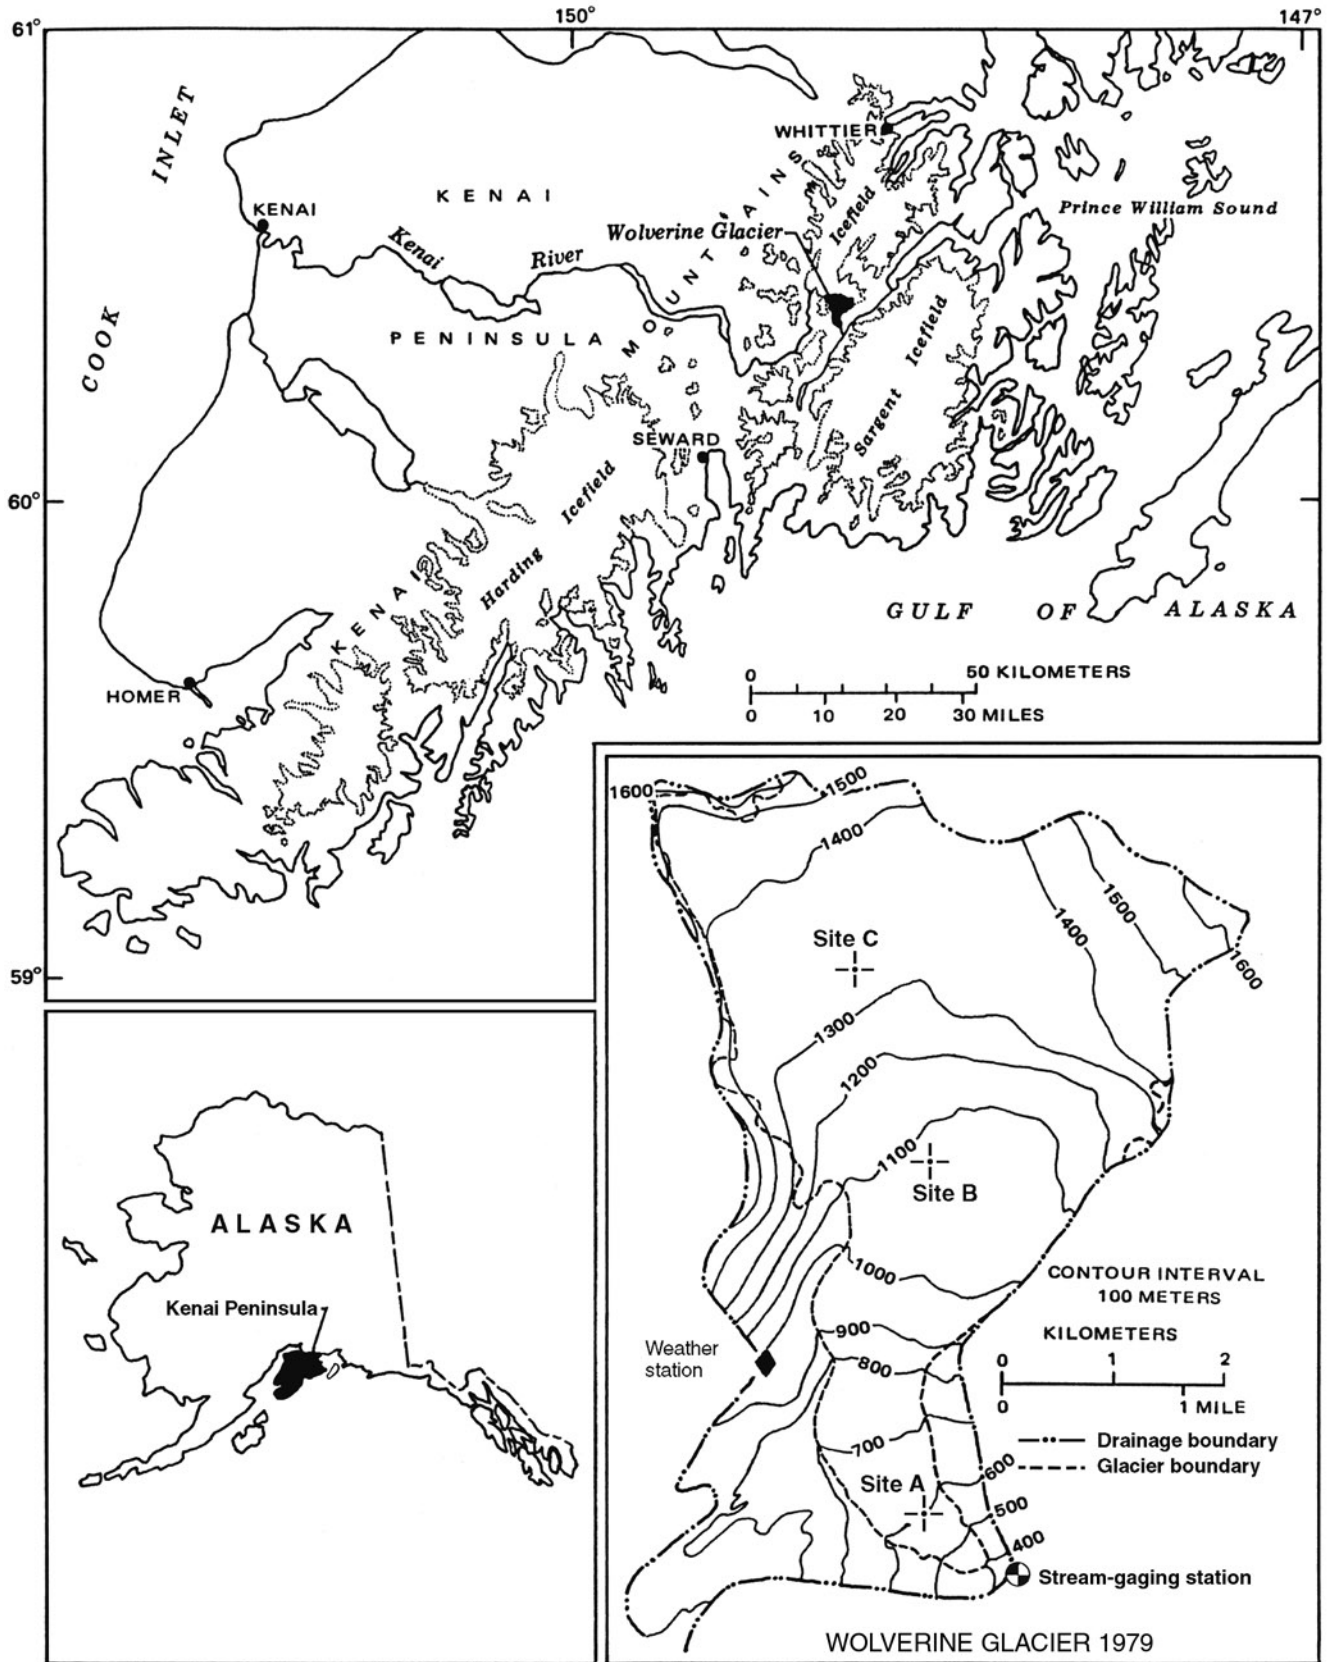 61°
150°
147°
COOK INLET
WHITTIER
KENAI
KENAI
Kenai River
PENINSULA
KENAI MOUNTAINS
Wolverine Glacier
Icefield
Prince William Sound
Sargent Icefield
SEWARD
60°
Harding Icefield
GULF OF ALASKA
HOMER
0 50 KILOMETERS
0 10 20 30 MILES
59°
ALASKA
Kenai Peninsula
1600
1500
1400
1400
1500
1600
Site C
1300
1200
1100
Site B
1000
CONTOUR INTERVAL
100 METERS
KILOMETERS
0 1 2
0 1 MILE
Weather
station
900
800
700
Drainage boundary
Glacier boundary
600
Site A
500
400
Stream-gaging station
WOLVERINE GLACIER 1979